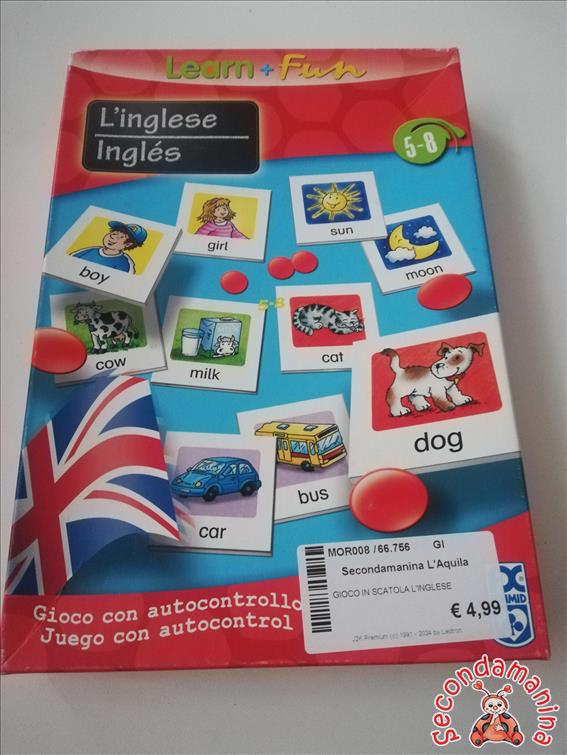 Learn + Fun
L'inglese
Inglés
5-8
boy
girl
sun
moon
5-8
cow
milk
cat
dog
car
bus
Gioco con autocontrollo
Juego con autocontrol
MOR008 / 66.756 GI
Secondamanina L'Aquila
GIOCO IN SCATOLA L'INGLESE
€ 4,99
J2K Premium (c) 1991 - 2024 by Lectron
Secondamanina